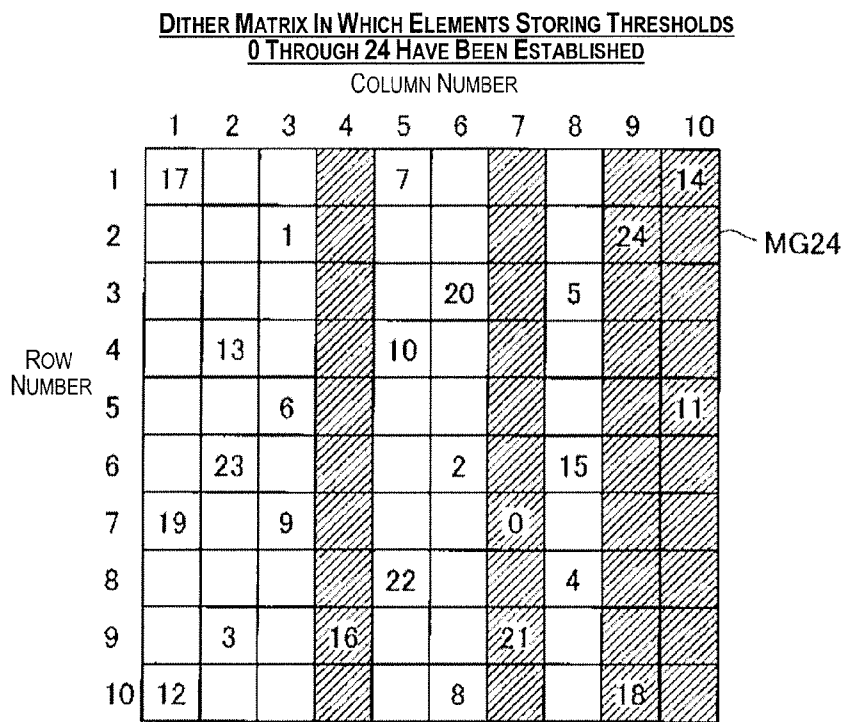 DITHER MATRIX IN WHICH ELEMENTS STORING THRESHOLDS
0 THROUGH 24 HAVE BEEN ESTABLISHED
COLUMN NUMBER
1 2 3 4 5 6 7 8 9 10
1 17 7 14
2 1 24 MG24
3 20 5
ROW NUMBER
4 13 10
5 6 11
6 23 2 15
7 19 9 0
8 22 4
9 3 16 21
10 12 8 18